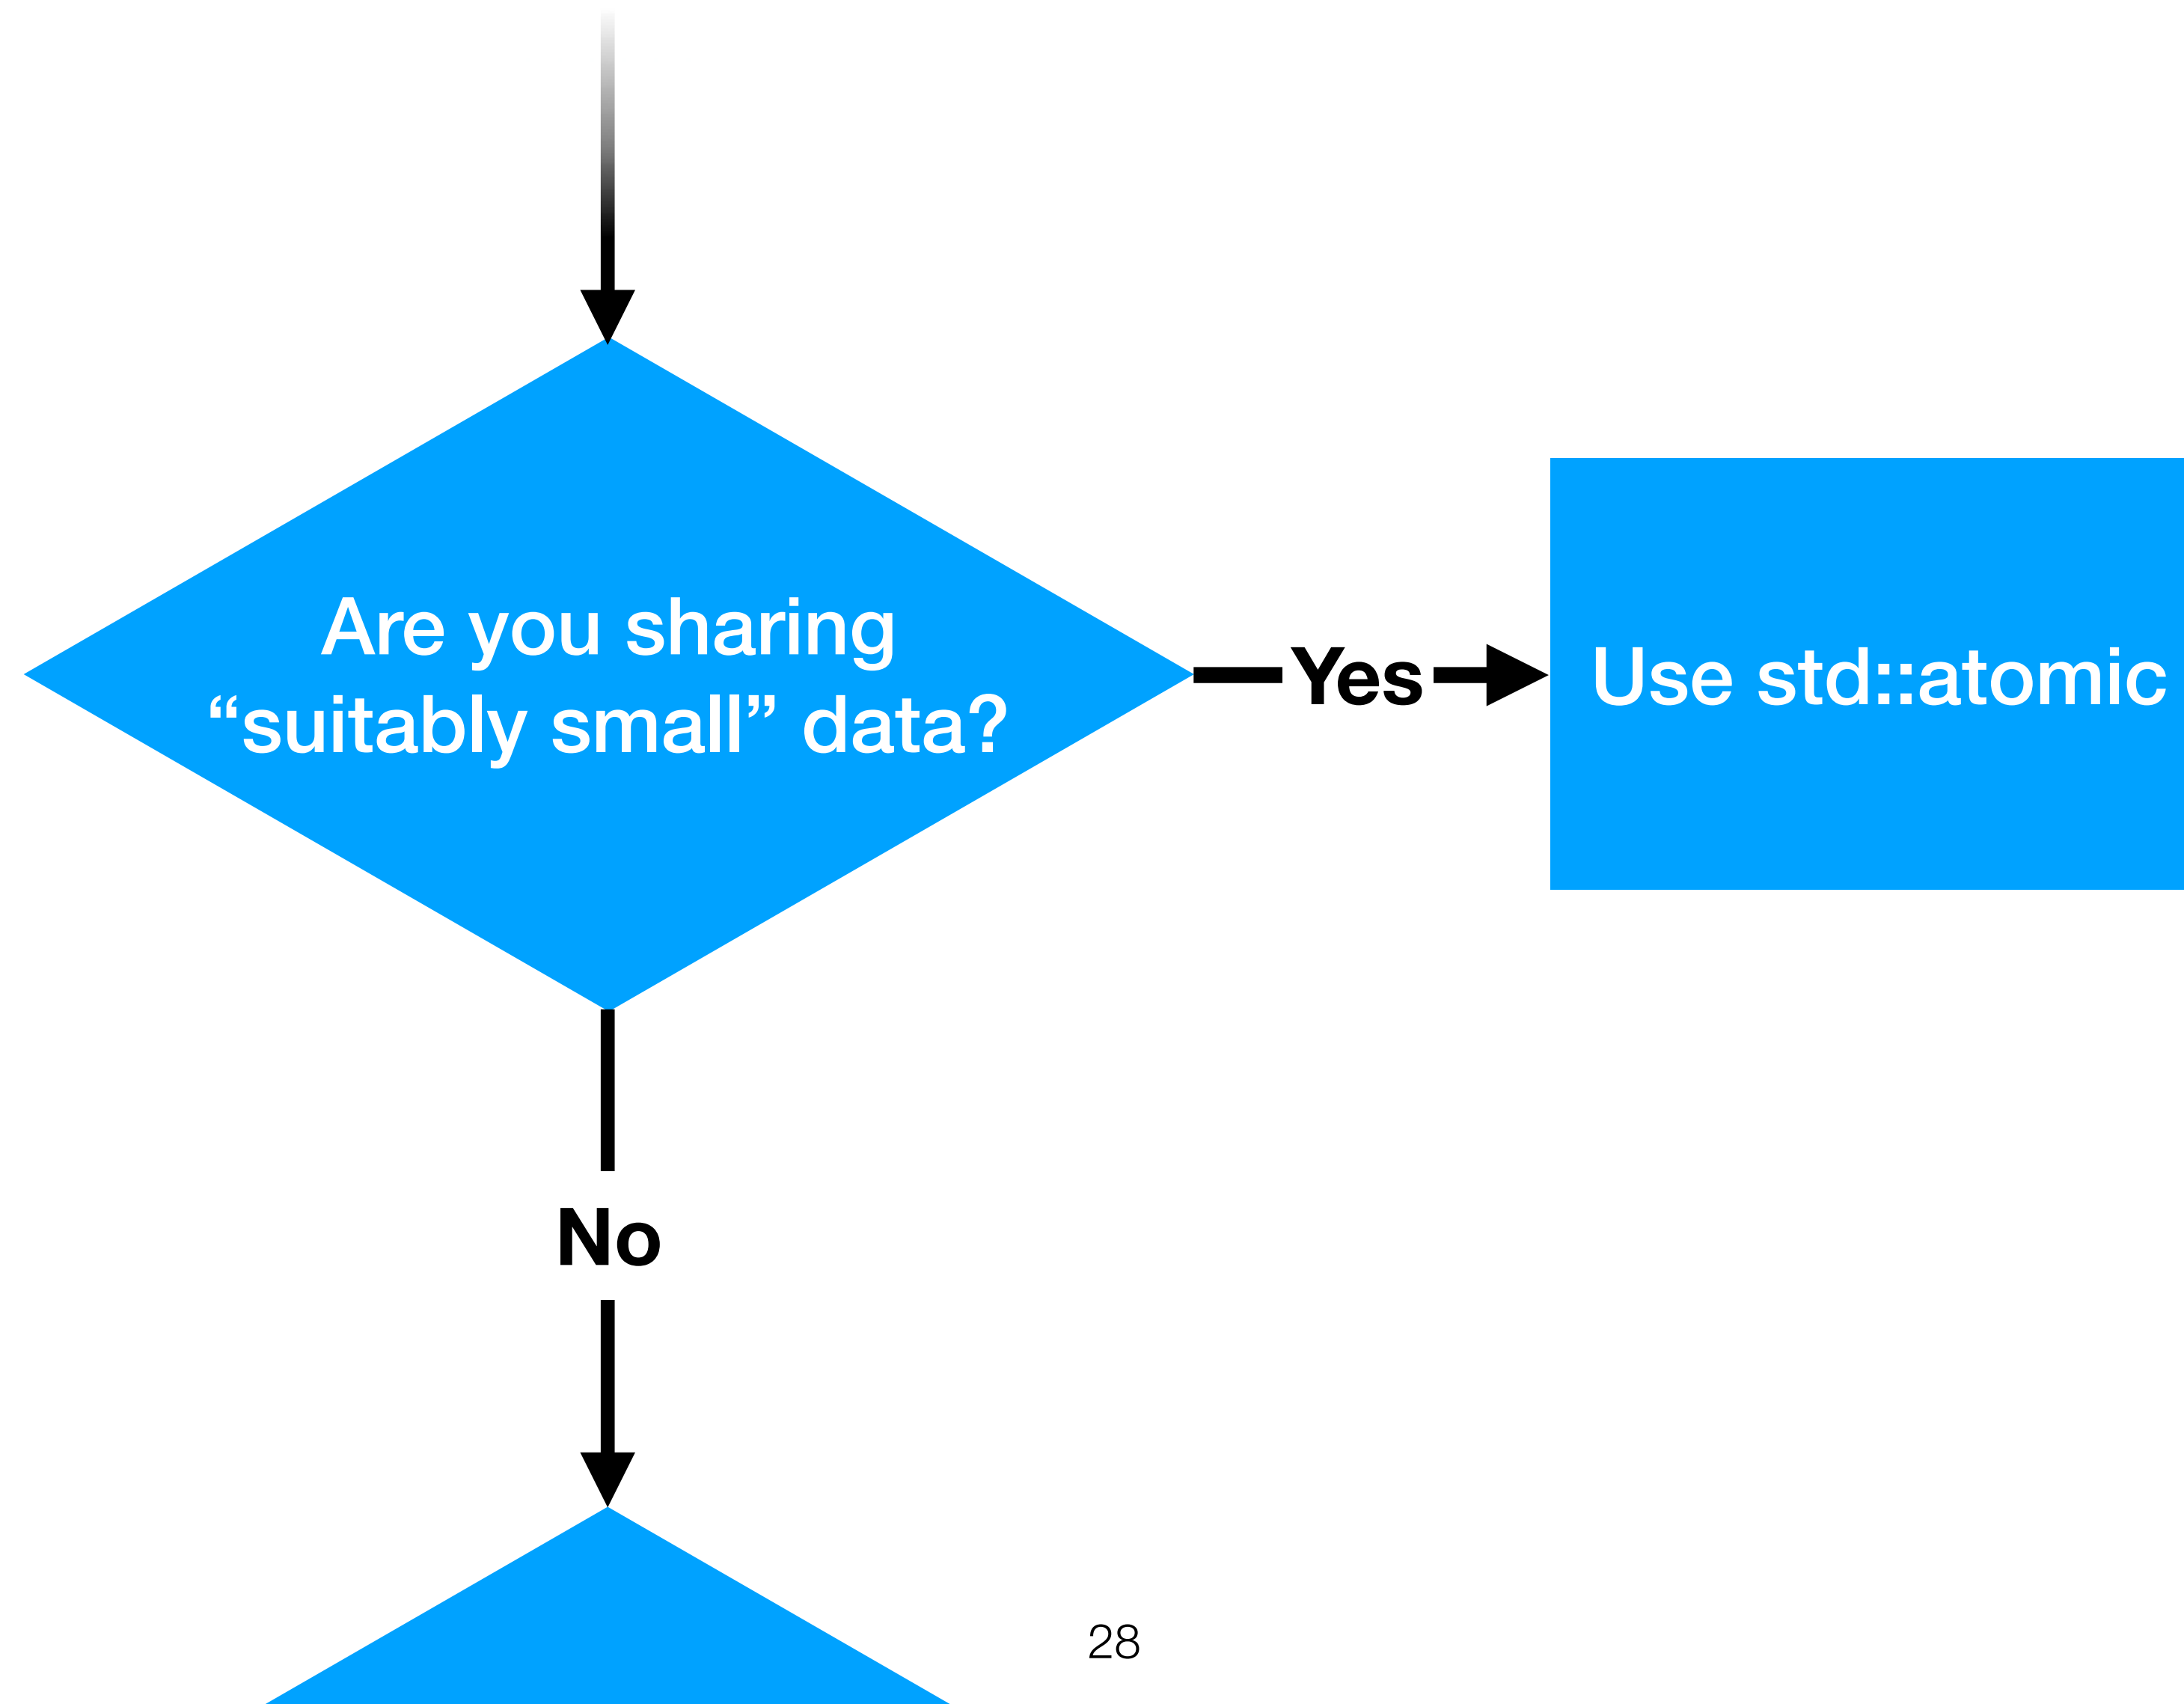 Are you sharing
“suitably small” data?
Yes
Use std::atomic
No
28